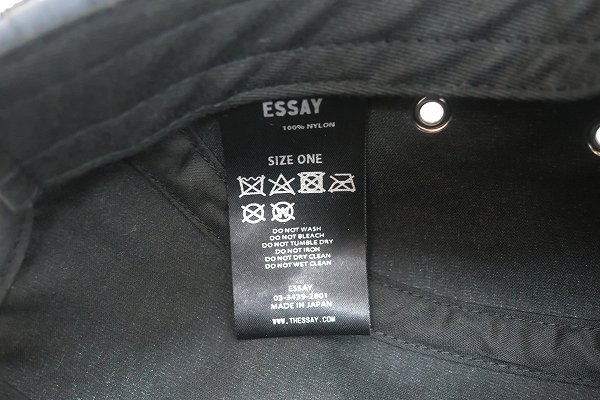 ESSAY
100% NYLON
SIZE ONE
W
DO NOT WASH
DO NOT BLEACH
DO NOT TUMBLE DRY
DO NOT IRON
DO NOT DRY CLEAN
DO NOT WET CLEAN
ESSAY
03-3439-2801
MADE IN JAPAN
WWW.THESSAY.COM